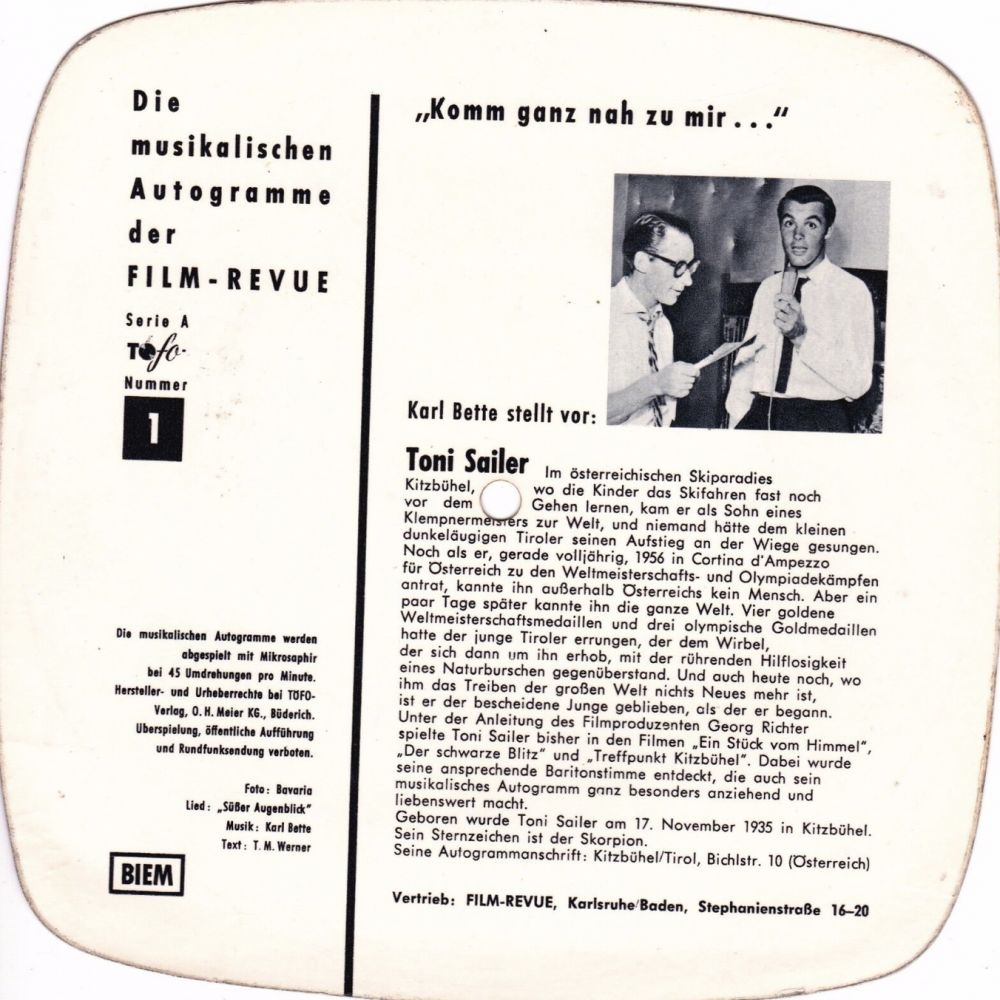 Die
musikalischen
Autogramme
der
FILM-REVUE
Serie A
Tofo
Nummer
1
Die musikalischen Autogramme werden
abgespielt mit Mikrosaphir
bei 45 Umdrehungen pro Minute.
Hersteller- und Urheberrechte bei TÖFO-
Verlag, O. H. Meier KG., Büderich.
Überspielung, öffentliche Aufführung
und Rundfunksendung verboten.
Foto: Bavaria
Lied: „Süßer Augenblick"
Musik: Karl Bette
Text: T. M. Werner
BIEM
„Komm ganz nah zu mir . . ."
Karl Bette stellt vor:
Toni Sailer Im österreichischen Skiparadies
Kitzbühel, wo die Kinder das Skifahren fast noch
vor dem Gehen lernen, kam er als Sohn eines
Klempnermeisters zur Welt, und niemand hätte dem kleinen
dunkeläugigen Tiroler seinen Aufstieg an der Wiege gesungen.
Noch als er, gerade volljährig, 1956 in Cortina d'Ampezzo
für Österreich zu den Weltmeisterschafts- und Olympiadekämpfen
antrat, kannte ihn außerhalb Österreichs kein Mensch. Aber ein
paar Tage später kannte ihn die ganze Welt. Vier goldene
Weltmeisterschaftsmedaillen und drei olympische Goldmedaillen
hatte der junge Tiroler errungen, der dem Wirbel,
der sich dann um ihn erhob, mit der rührenden Hilflosigkeit
eines Naturburschen gegenüberstand. Und auch heute noch, wo
ihm das Treiben der großen Welt nichts Neues mehr ist,
ist er der bescheidene Junge geblieben, als der er begann.
Unter der Anleitung des Filmproduzenten Georg Richter
spielte Toni Sailer bisher in den Filmen „Ein Stück vom Himmel",
„Der schwarze Blitz" und „Treffpunkt Kitzbühel". Dabei wurde
seine ansprechende Baritonstimme entdeckt, die auch sein
musikalisches Autogramm ganz besonders anziehend und
liebenswert macht.
Geboren wurde Toni Sailer am 17. November 1935 in Kitzbühel.
Sein Sternzeichen ist der Skorpion.
Seine Autogrammanschrift: Kitzbühel/Tirol, Bichlstr. 10 (Österreich)
Vertrieb: FILM-REVUE, Karlsruhe/Baden, Stephanienstraße 16–20